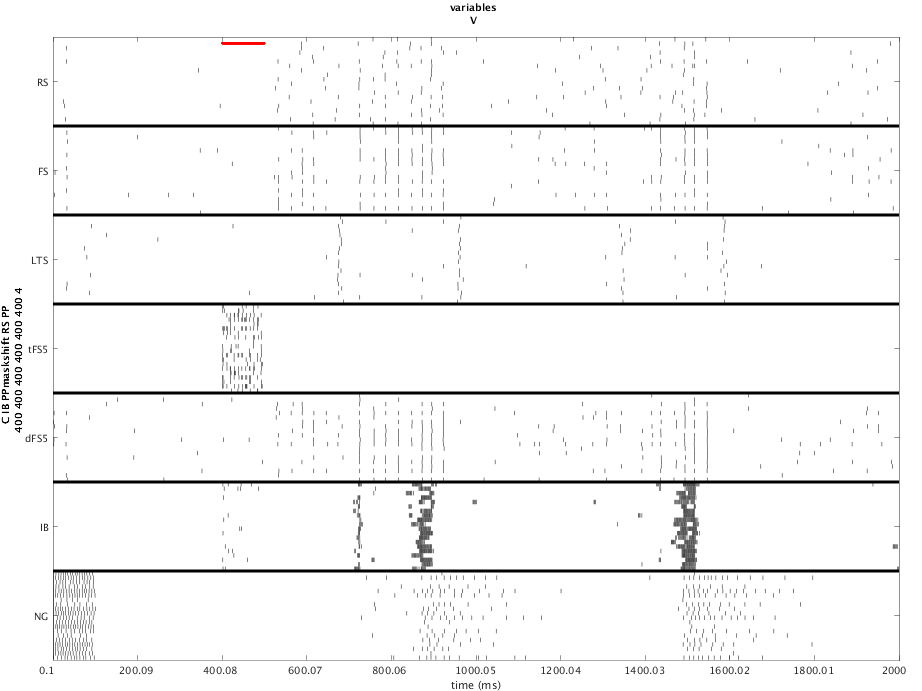 variables
V
RS
FS
LTS
tFS5
dFS5
IB
NG
C IB PPmaskshift RS PP
400 400 400 400 400 400 4
0.1 200.09 400.08 600.07 800.06 1000.05 1200.04 1400.03 1600.02 1800.01 2000
time (ms)